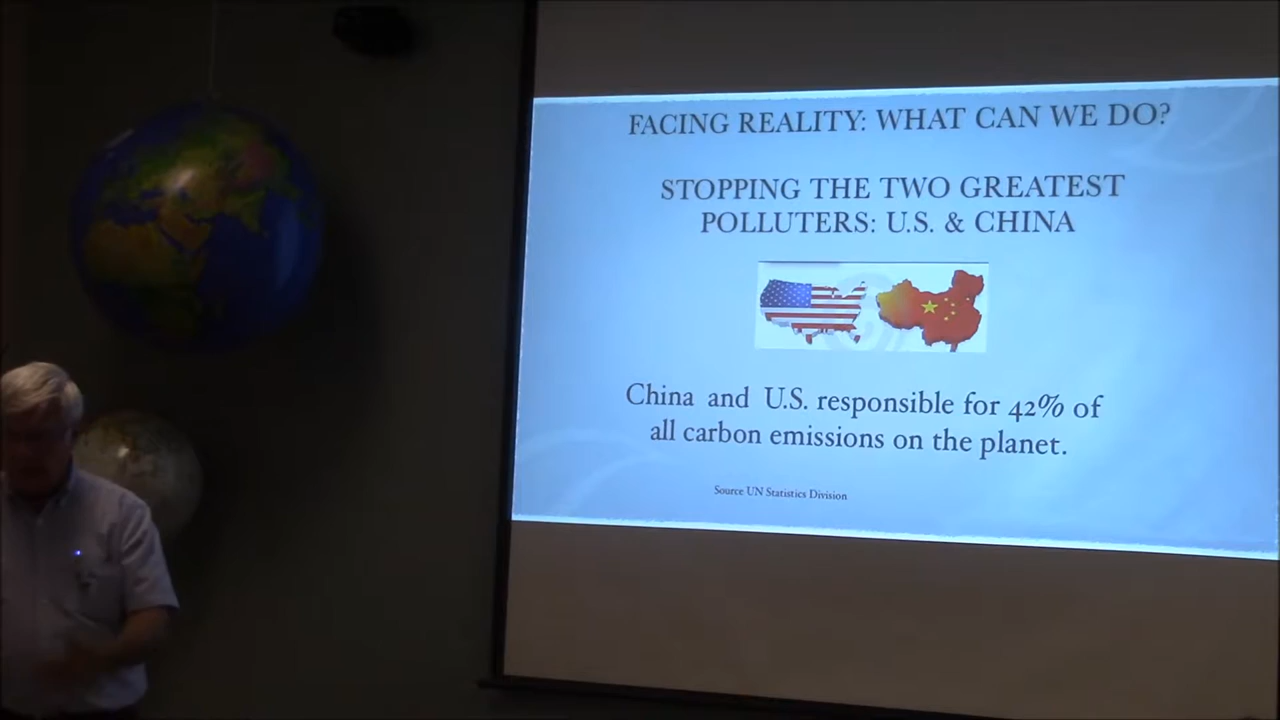 FACING REALITY: WHAT CAN WE DO?
STOPPING THE TWO GREATEST
POLLUTERS: U.S. & CHINA
China and U.S. responsible for 42% of
all carbon emissions on the planet.
Source UN Statistics Division